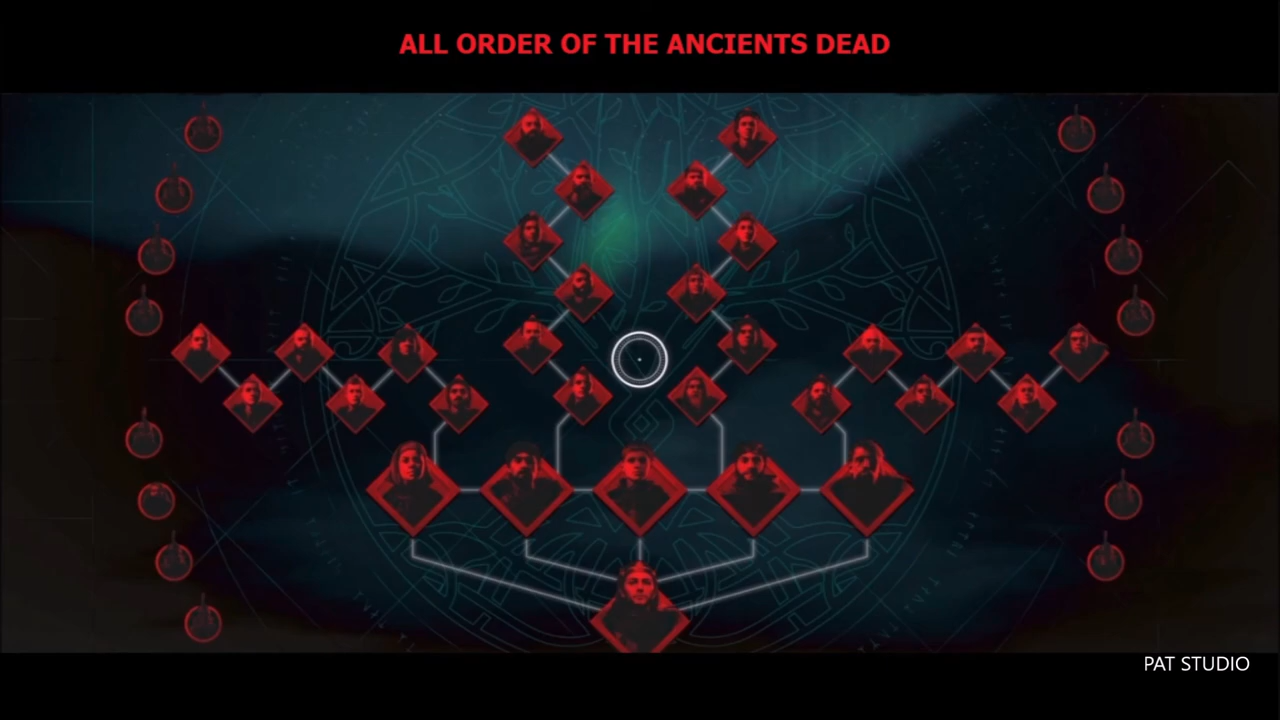 ALL ORDER OF THE ANCIENTS DEAD
PAT STUDIO